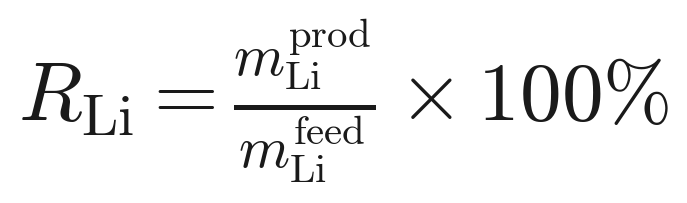 R_Li = m_Li^prod / m_Li^feed × 100%